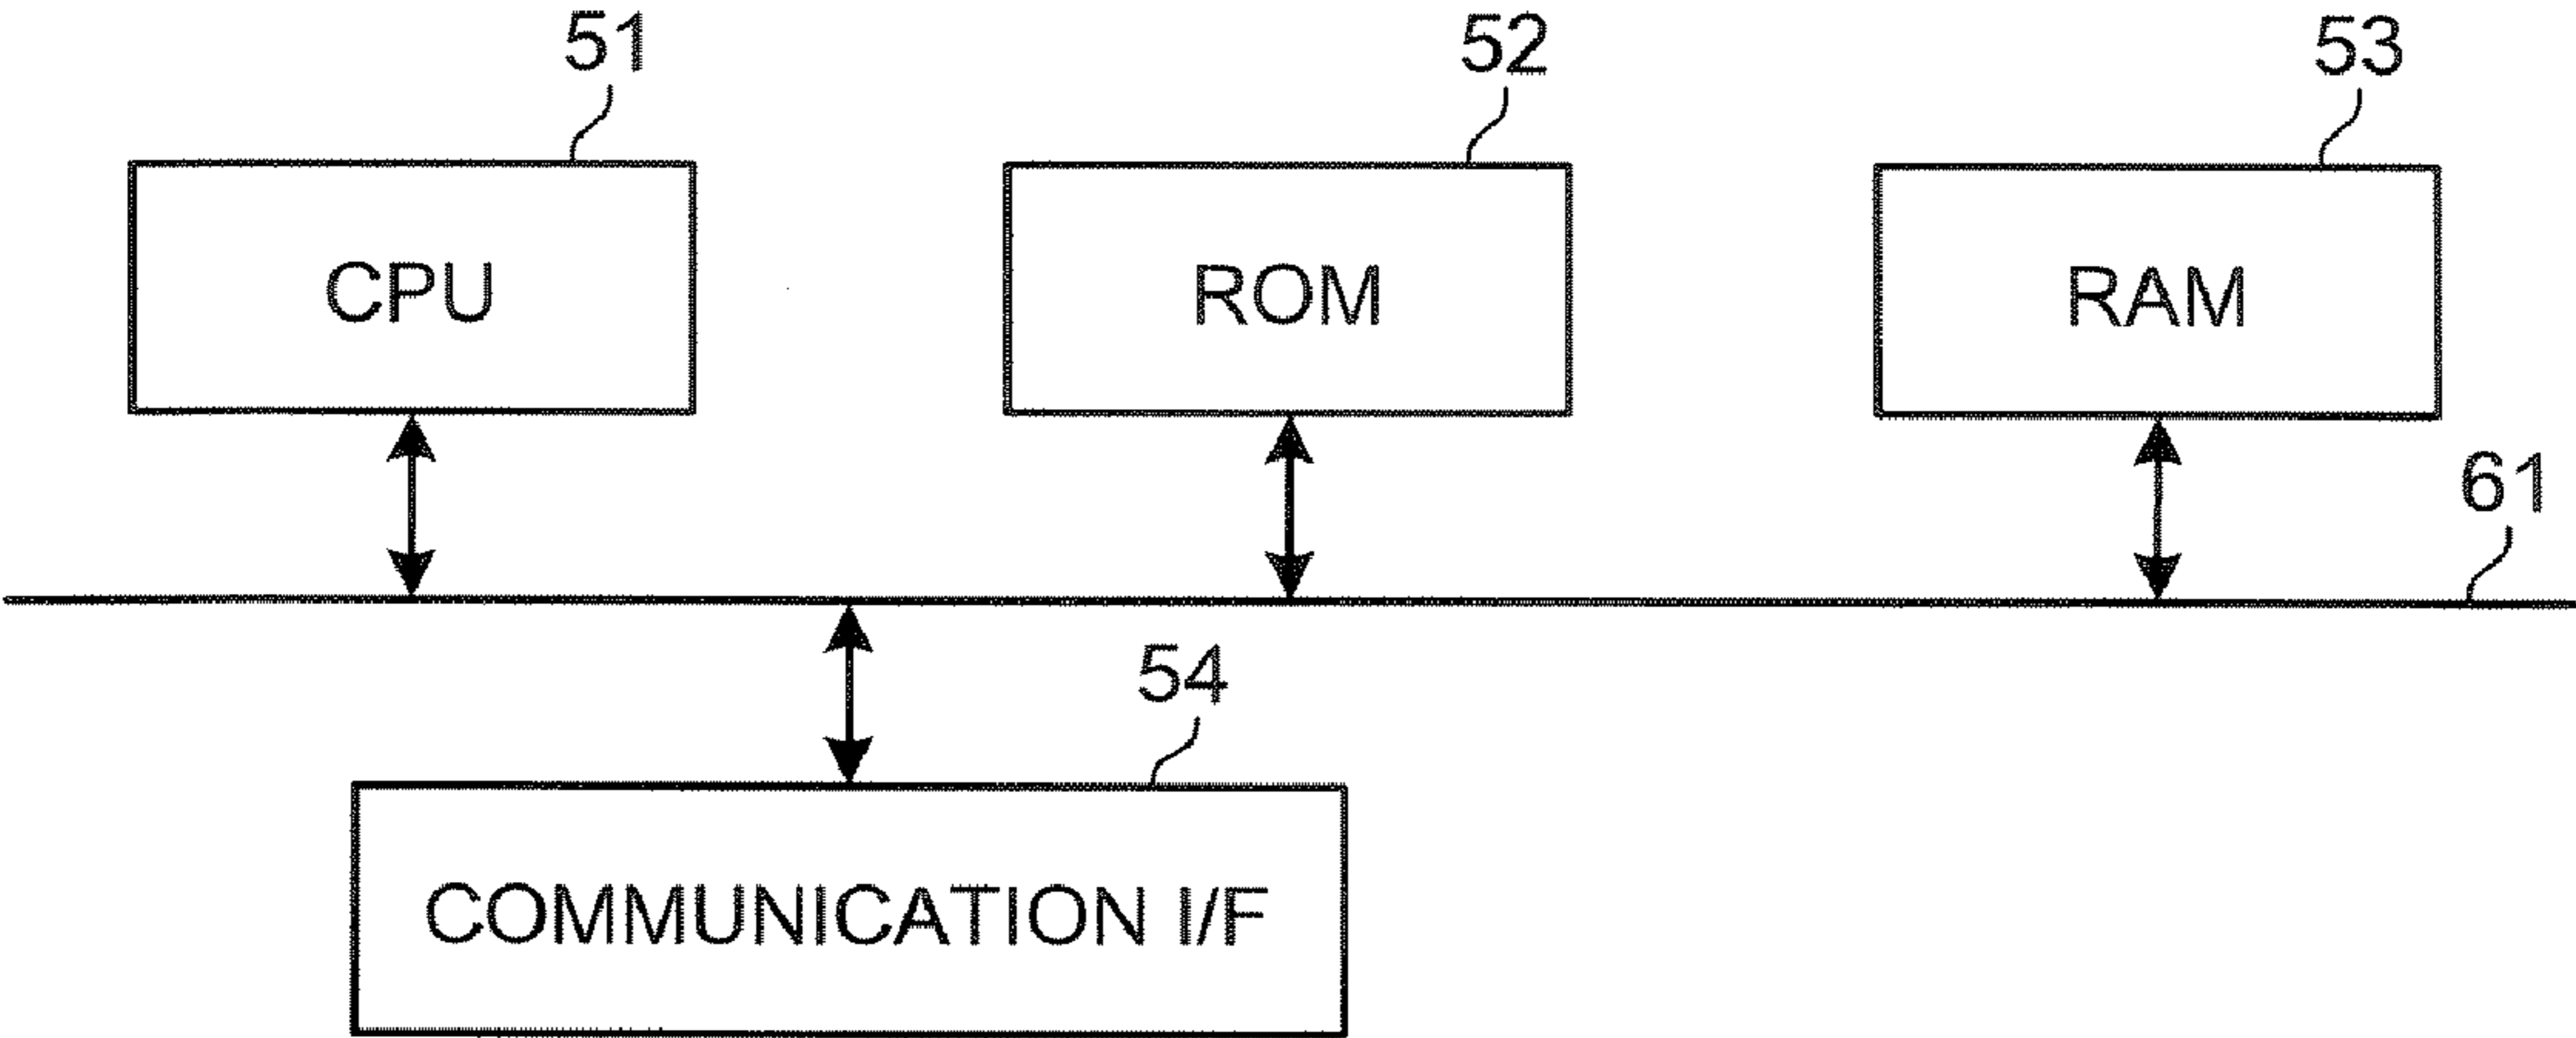 51
52
53
CPU
ROM
RAM
61
54
COMMUNICATION I/F